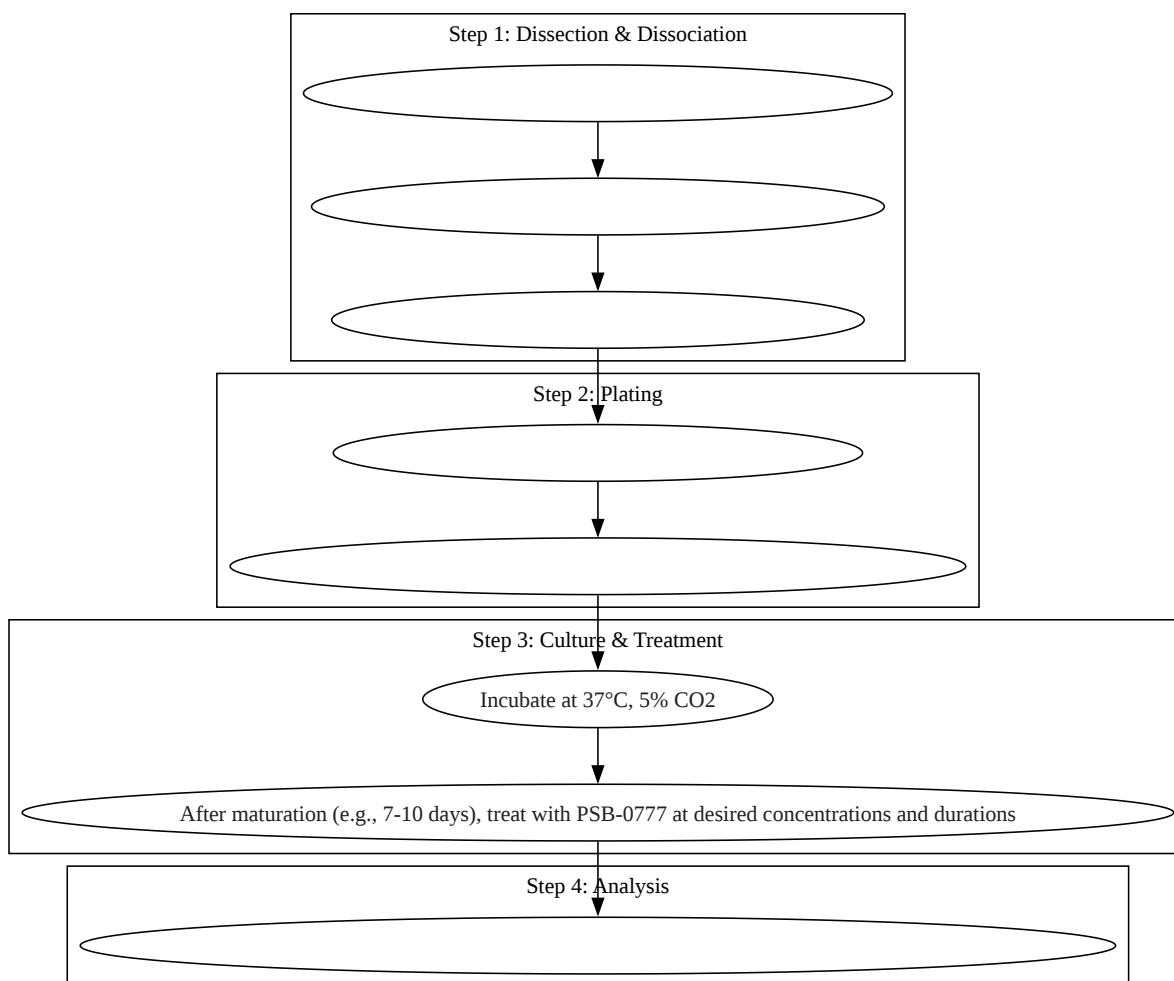 Step 1: Dissection & Dissociation
Step 2: Plating
Step 3: Culture & Treatment
Incubate at 37°C, 5% CO2
After maturation (e.g., 7-10 days), treat with PSB-0777 at desired concentrations and durations
Step 4: Analysis